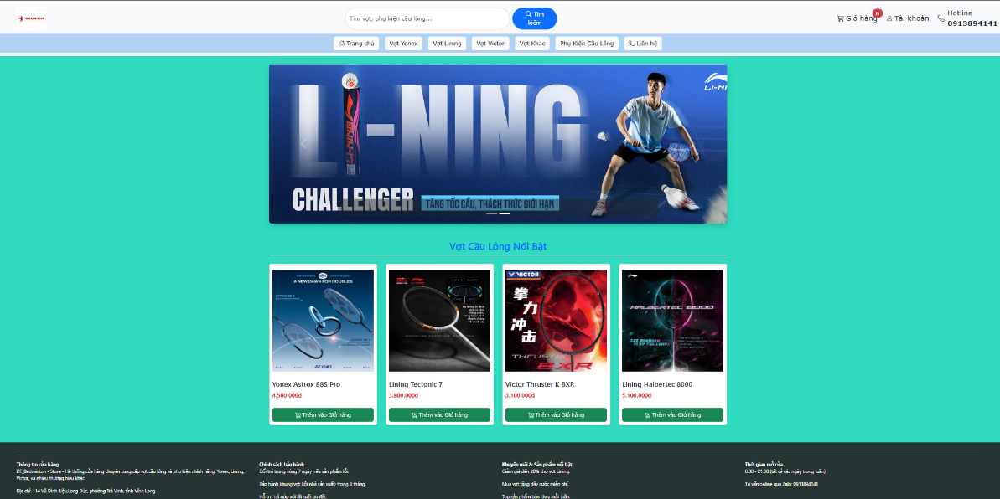 Tìm vợt, phụ kiện cầu lông...
Tìm kiếm
Giỏ hàng
0
Tài khoản
Hotline
0913894141
Trang chủ
Vợt Yonex
Vợt Lining
Vợt Victor
Vợt Khác
Phụ Kiện Cầu Lông
Liên hệ
LI-NING
LI-NING
CHALLENGER
TĂNG TỐC CẦU, THÁCH THỨC GIỚI HẠN
Vợt Cầu Lông Nổi Bật
A NEW DAWN FOR DOUBLES
YONEX
VICTOR
拳力冲击
THRUSTER
BXR
HALBERTEC 8000
Yonex Astrox 88S Pro
4.500.000đ
Thêm vào Giỏ hàng
Lining Tectonic 7
3.800.000đ
Thêm vào Giỏ hàng
Victor Thruster K BXR
3.100.000đ
Thêm vào Giỏ hàng
Lining Halbertec 8000
5.100.000đ
Thêm vào Giỏ hàng
Thông tin cửa hàng
DT_Badminton - Store - Hệ thống cửa hàng chuyên cung cấp vợt cầu lông và phụ kiện chính hãng: Yonex, Lining,
Victor, và nhiều thương hiệu khác.
Địa chỉ: 114 Võ Đình Liệu,Long Đức, phường Trà Vinh, tỉnh Vĩnh Long
Chính sách bảo hành
Đổi trả trong vòng 7 ngày nếu sản phẩm lỗi.
Bảo hành khung vợt (lỗi nhà sản xuất) trong 3 tháng.
Hỗ trợ trả góp với lãi suất ưu đãi.
Khuyến mãi & Sản phẩm nổi bật
Giảm giá đến 20% cho vợt Lining.
Mua vợt tặng dây cước miễn phí.
Top sản phẩm bán chạy mỗi tuần.
Thời gian mở cửa
8:00 - 21:00 (tất cả các ngày trong tuần)
Tư vấn online qua Zalo: 0913894141